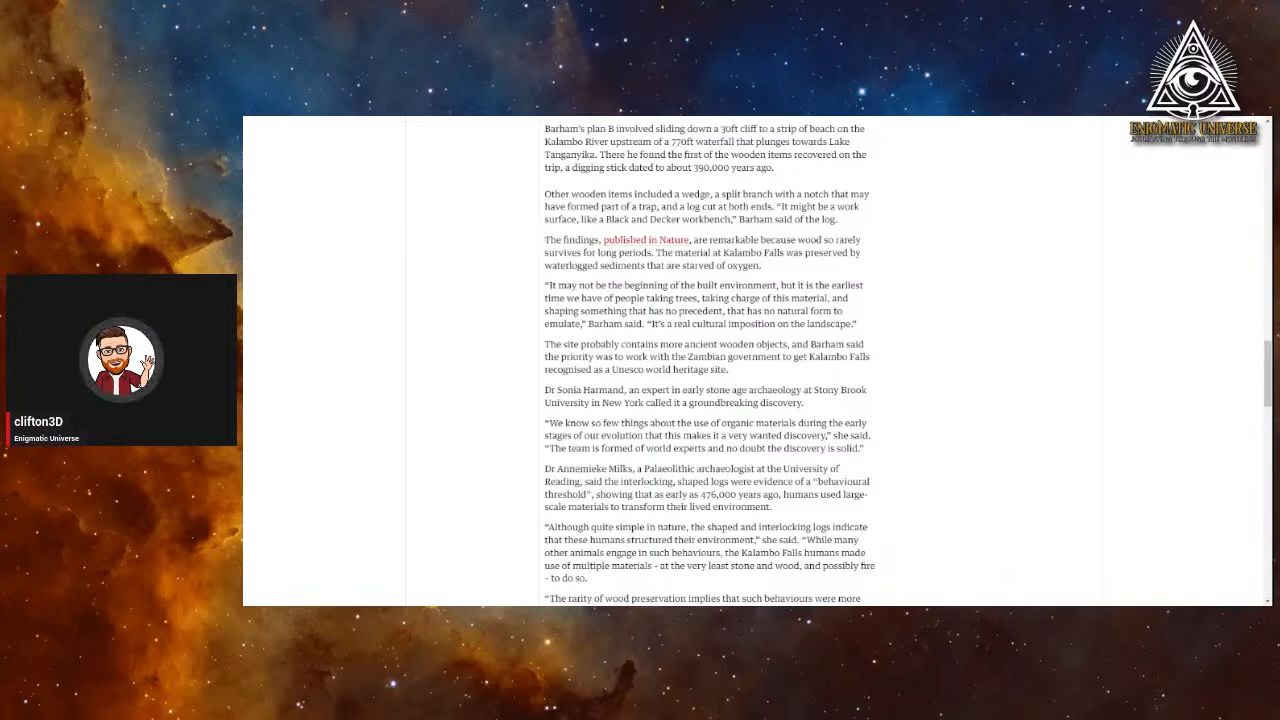 ENIGMATIC UNIVERSE
Barham's plan B involved sliding down a 30ft cliff to a strip of beach on the
Kalambo River upstream of a 770ft waterfall that plunges towards Lake
Tanganyika. There he found the first of the wooden items recovered on the
trip, a digging stick dated to about 390,000 years ago.
Other wooden items included a wedge, a split branch with a notch that may
have formed part of a trap, and a log cut at both ends. “It might be a work
surface, like a Black and Decker workbench,” Barham said of the log.
The findings, published in Nature, are remarkable because wood so rarely
survives for long periods. The material at Kalambo Falls was preserved by
waterlogged sediments that are starved of oxygen.
“It may not be the beginning of the built environment, but it is the earliest
time we have of people taking trees, taking charge of this material, and
shaping something that has no precedent, that has no natural form to
emulate,” Barham said. “It's a real cultural imposition on the landscape.”
The site probably contains more ancient wooden objects, and Barham said
the priority was to work with the Zambian government to get Kalambo Falls
recognised as a Unesco world heritage site.
Dr Sonia Harmand, an expert in early stone age archaeology at Stony Brook
University in New York called it a groundbreaking discovery.
“We know so few things about the use of organic materials during the early
stages of our evolution that this makes it a very wanted discovery,” she said.
“The team is formed of world experts and no doubt the discovery is solid.”
Dr Annemieke Milks, a Palaeolithic archaeologist at the University of
Reading, said the interlocking, shaped logs were evidence of a “behavioural
threshold”, showing that as early as 476,000 years ago, humans used large-
scale materials to transform their lived environment.
“Although quite simple in nature, the shaped and interlocking logs indicate
that these humans structured their environment,” she said. “While many
other animals engage in such behaviours, the Kalambo Falls humans made
use of multiple materials - at the very least stone and wood, and possibly fire
- to do so.
“The rarity of wood preservation implies that such behaviours were more
clifton3D
Enigmatic Universe